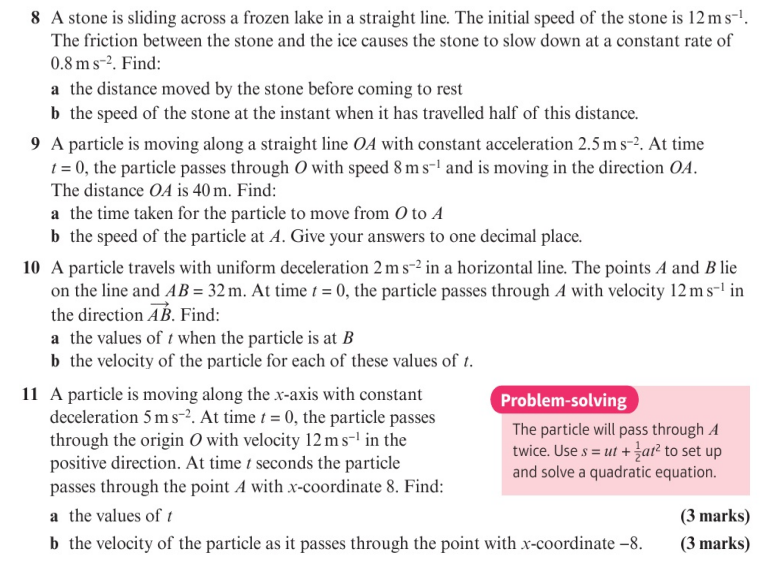 8 A stone is sliding across a frozen lake in a straight line. The initial speed of the stone is 12 m s⁻¹.
The friction between the stone and the ice causes the stone to slow down at a constant rate of
0.8 m s⁻². Find:
a the distance moved by the stone before coming to rest
b the speed of the stone at the instant when it has travelled half of this distance.
9 A particle is moving along a straight line OA with constant acceleration 2.5 m s⁻². At time
t = 0, the particle passes through O with speed 8 m s⁻¹ and is moving in the direction OA.
The distance OA is 40 m. Find:
a the time taken for the particle to move from O to A
b the speed of the particle at A. Give your answers to one decimal place.
10 A particle travels with uniform deceleration 2 m s⁻² in a horizontal line. The points A and B lie
on the line and AB = 32 m. At time t = 0, the particle passes through A with velocity 12 m s⁻¹ in
the direction A⃗B⃗. Find:
a the values of t when the particle is at B
b the velocity of the particle for each of these values of t.
11 A particle is moving along the x-axis with constant
deceleration 5 m s⁻². At time t = 0, the particle passes
through the origin O with velocity 12 m s⁻¹ in the
positive direction. At time t seconds the particle
passes through the point A with x-coordinate 8. Find:
a the values of t (3 marks)
b the velocity of the particle as it passes through the point with x-coordinate −8. (3 marks)
Problem-solving
The particle will pass through A
twice. Use s = ut + ½at² to set up
and solve a quadratic equation.